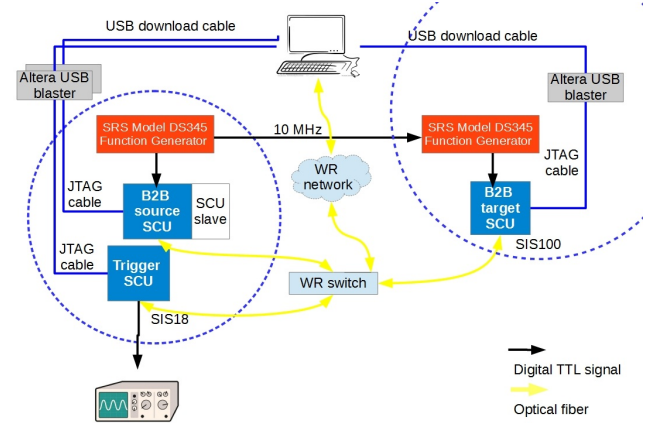 USB download cable
USB download cable
Altera USB
blaster
Altera USB
blaster
SRS Model DS345
Function Generator
10 MHz
SRS Model DS345
Function Generator
JTAG
cable
WR
network
JTAG
cable
B2B
source
SCU
SCU
slave
B2B
target
SCU
SIS100
JTAG
cable
Trigger
SCU
WR switch
SIS18
Digital TTL signal
Optical fiber